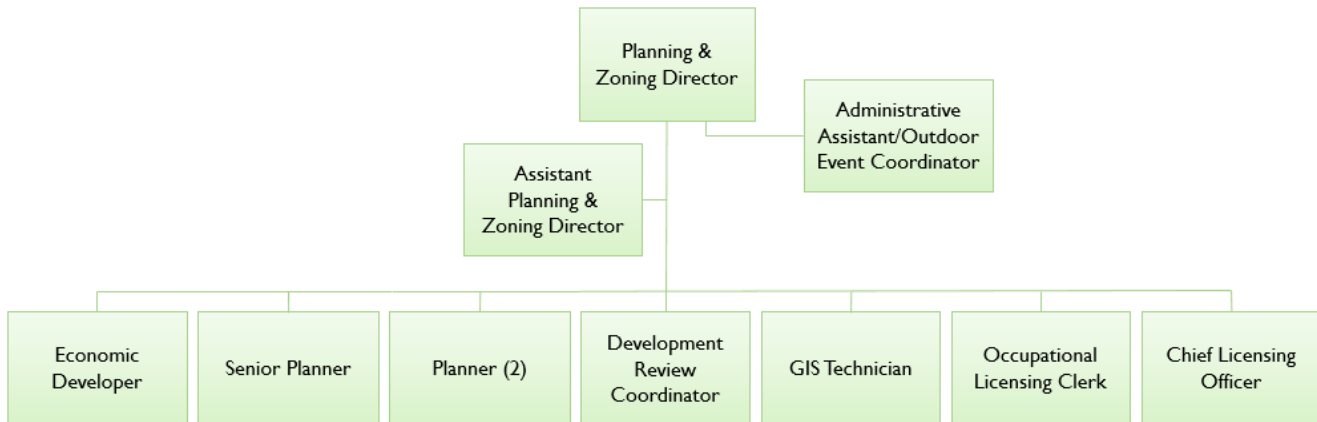 Planning &
Zoning Director
Administrative
Assistant/Outdoor
Event Coordinator
Assistant
Planning &
Zoning Director
Economic
Developer
Senior Planner
Planner (2)
Development
Review
Coordinator
GIS Technician
Occupational
Licensing Clerk
Chief Licensing
Officer